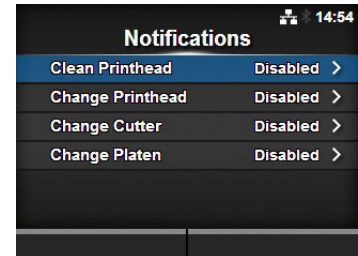 14:54
Notifications
Clean Printhead Disabled >
Change Printhead Disabled >
Change Cutter Disabled >
Change Platen Disabled >